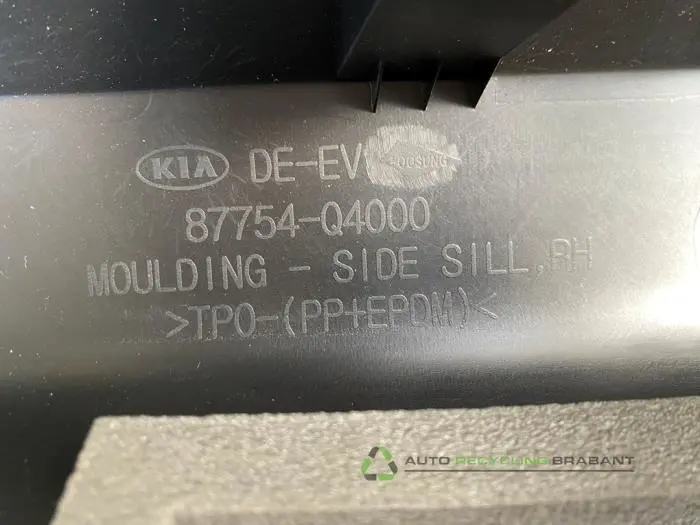 KIA DE-EV
87754-Q4000
MOULDING - SIDE SILL,RH
>TPO-(PP+EPDM)<
AUTO RECYCLING BRABANT